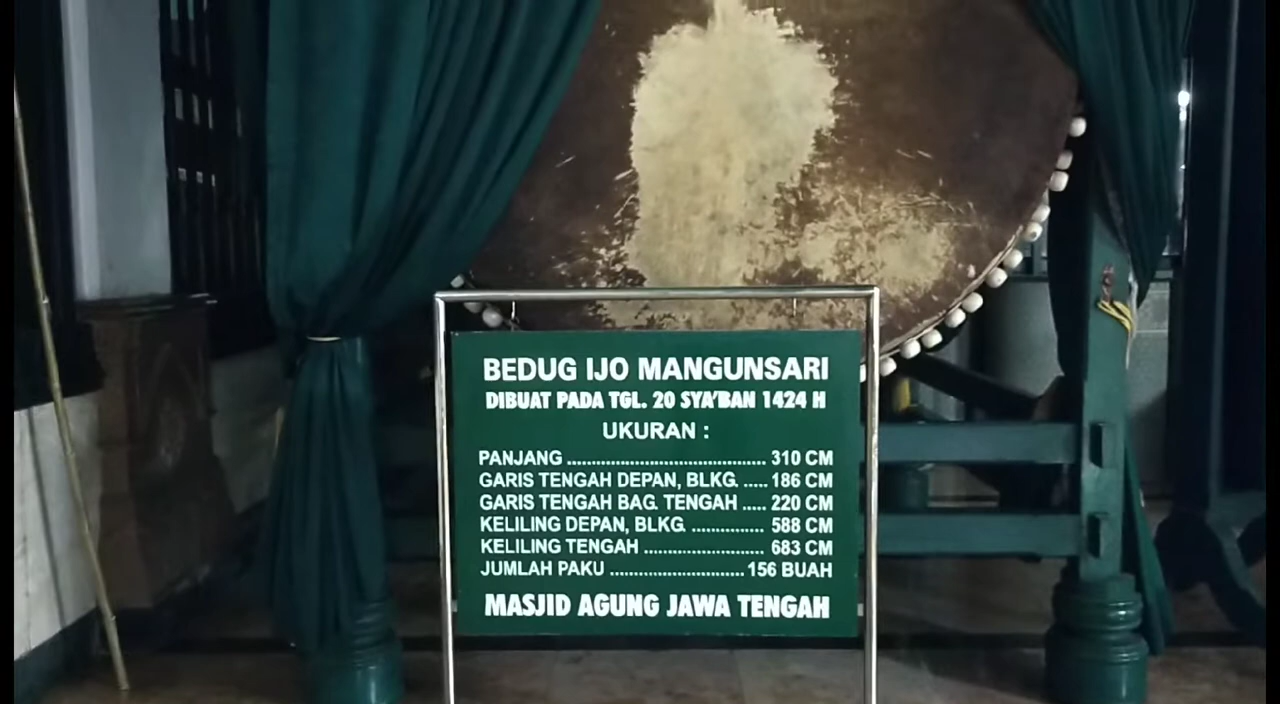 BEDUG IJO MANGUNSARI
DIBUAT PADA TGL. 20 SYA'BAN 1424 H
UKURAN :
PANJANG ................................................ 310 CM
GARIS TENGAH DEPAN, BLKG. ..... 186 CM
GARIS TENGAH BAG. TENGAH ..... 220 CM
KELILING DEPAN, BLKG. ................. 588 CM
KELILING TENGAH ............................. 683 CM
JUMLAH PAKU ................................ 156 BUAH
MASJID AGUNG JAWA TENGAH